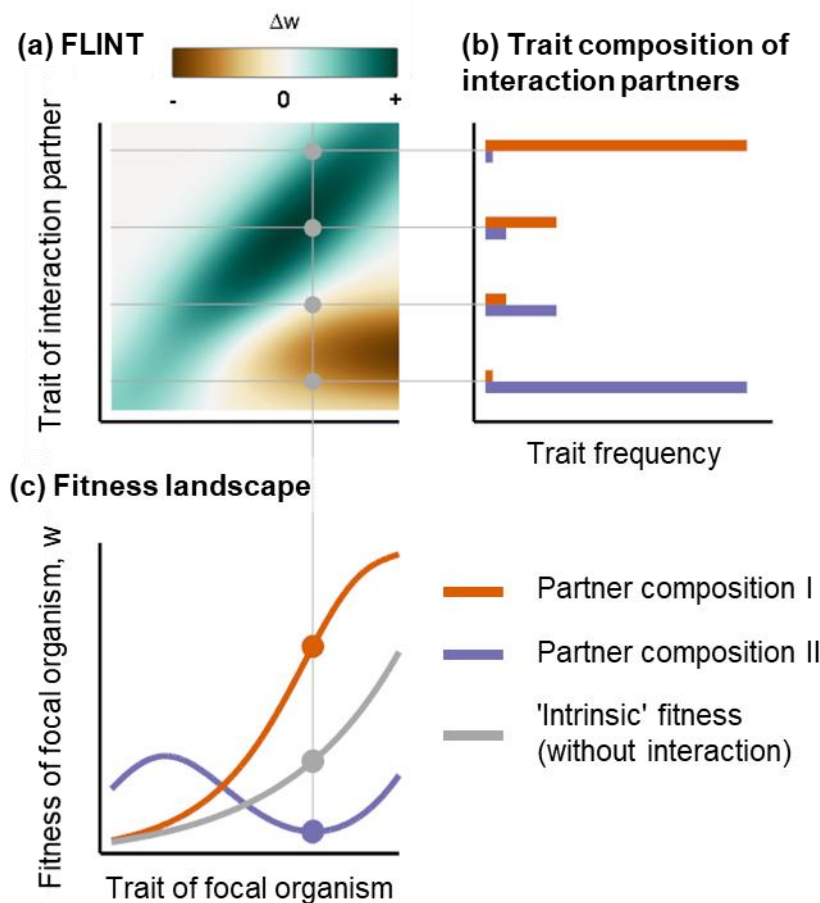 (a) FLINT
Δw
- 0 +
Trait of interaction partner
(b) Trait composition of
interaction partners
Trait frequency
(c) Fitness landscape
Fitness of focal organism, w
Trait of focal organism
Partner composition I
Partner composition II
'Intrinsic' fitness
(without interaction)